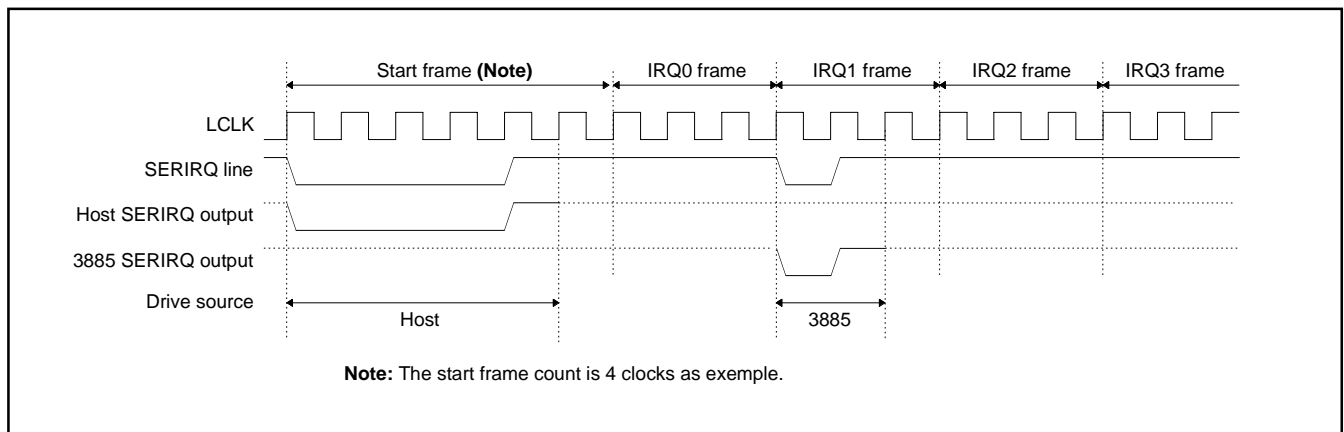 Start frame (Note) IRQ0 frame IRQ1 frame IRQ2 frame IRQ3 frame
LCLK
SERIRQ line
Host SERIRQ output
3885 SERIRQ output
Drive source
Host 3885
Note: The start frame count is 4 clocks as exemple.